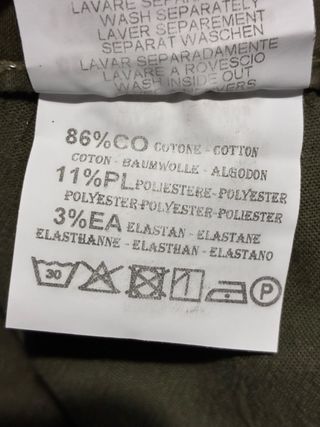 LAVARE SEPARATAMENTE
WASH SEPARATELY
LAVER SEPAREMENT
SEPARAT WASCHEN
LAVAR SEPARADAMENTE
LAVARE A ROVESCIO
WASH INSIDE OUT
86%CO COTONE - COTTON
COTON - BAUMWOLLE - ALGODON
11%PL POLIESTERE-POLYESTER
POLYESTER-POLYESTER-POLIESTER
3%EA ELASTAN - ELASTANE
ELASTHANNE - ELASTHAN - ELASTANO
30 P